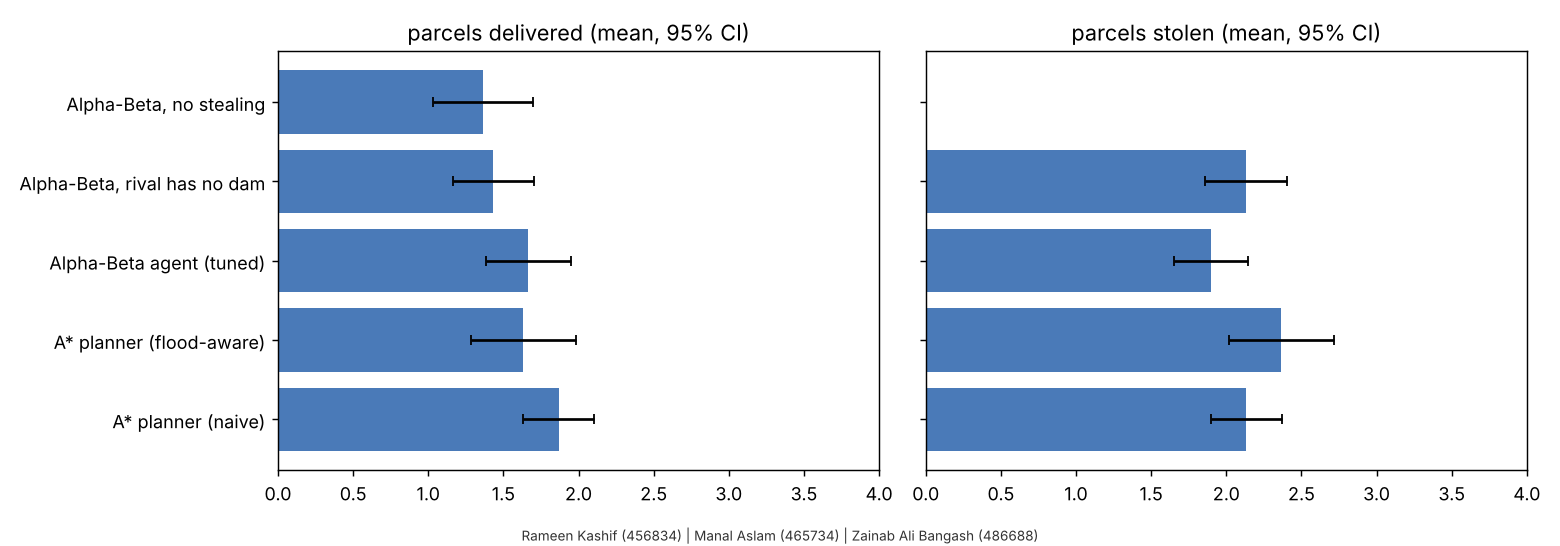 parcels delivered (mean, 95% CI)
parcels stolen (mean, 95% CI)
Alpha-Beta, no stealing
Alpha-Beta, rival has no dam
Alpha-Beta agent (tuned)
A* planner (flood-aware)
A* planner (naive)
0.0 0.5 1.0 1.5 2.0 2.5 3.0 3.5 4.0
0.0 0.5 1.0 1.5 2.0 2.5 3.0 3.5 4.0
Rameen Kashif (456834) | Manal Aslam (465734) | Zainab Ali Bangash (486688)